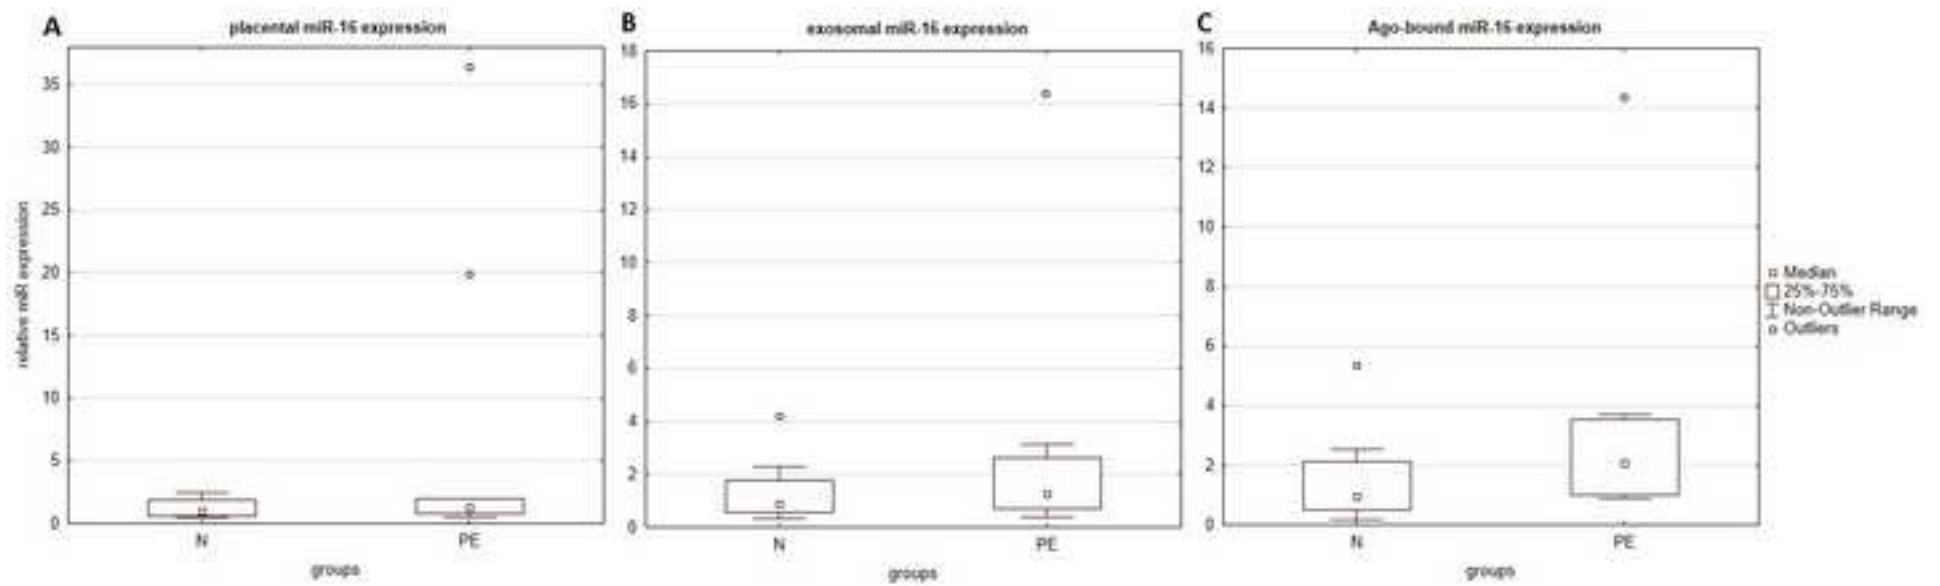 A placental miR-16 expression
35
30
25
20
15
10
5
0
relative miR expression
N PE
groups
B exosomal miR-16 expression
18
16
14
12
10
8
6
4
2
0
N PE
groups
C Ago-bound miR-16 expression
16
14
12
10
8
6
4
2
0
N PE
groups
Median
25%-75%
Non-Outlier Range
Outliers